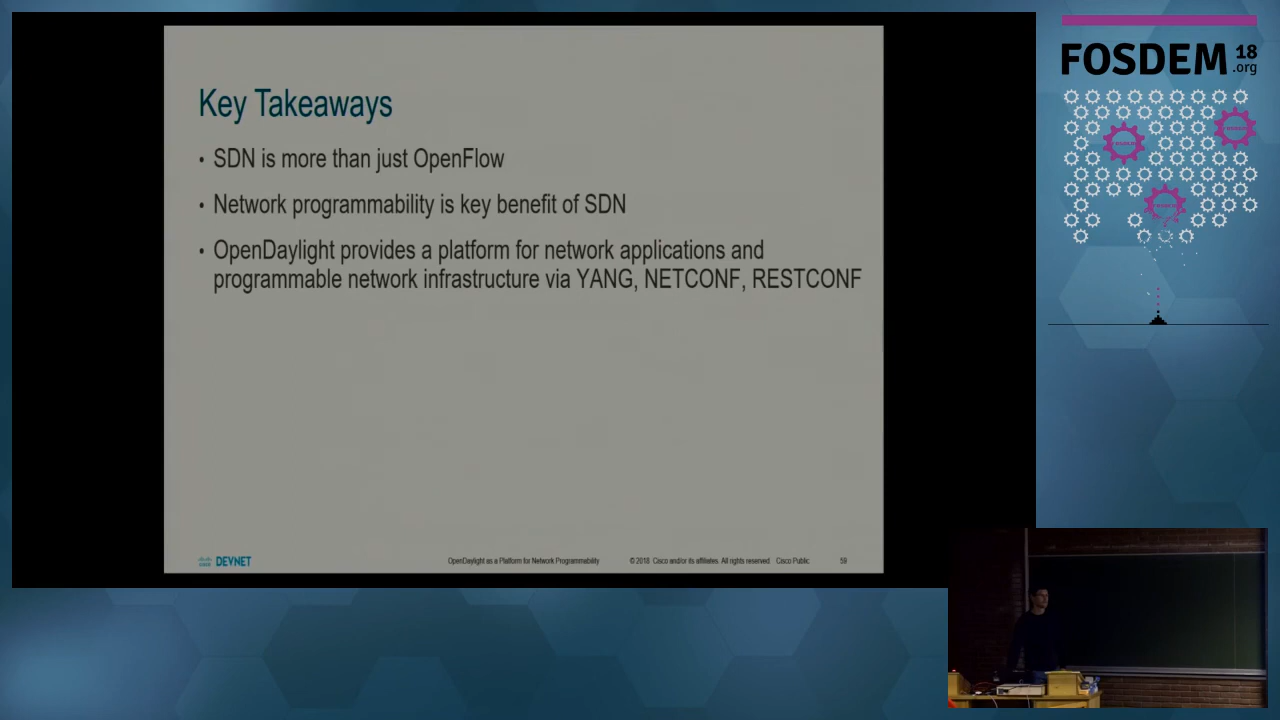 FOSDEM 18
.org
Key Takeaways
• SDN is more than just OpenFlow
• Network programmability is key benefit of SDN
• OpenDaylight provides a platform for network applications and
programmable network infrastructure via YANG, NETCONF, RESTCONF
DEVNET
OpenDaylight as a Platform for Network Programmability
© 2018 Cisco and/or its affiliates. All rights reserved. Cisco Public
59